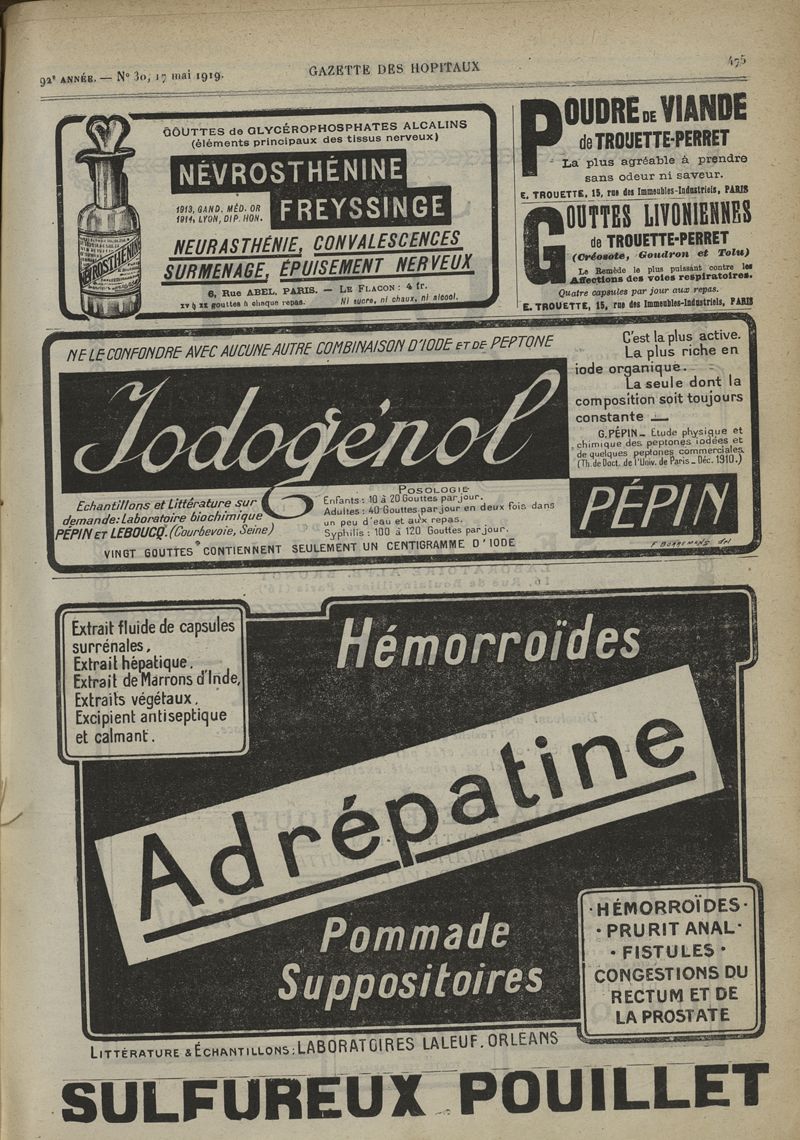 92e ANNÉE. — No 30, 17 mai 1919.
GAZETTE DES HOPITAUX
475
GOUTTES de GLYCÉROPHOSPHATES ALCALINS
(éléments principaux des tissus nerveux)
NÉVROSTHÉNINE
1913, GAND, MÉD. OR
1914, LYON, DIP. HON.
FREYSSINGE
NEURASTHÉNIE, CONVALESCENCES
SURMENAGE, ÉPUISEMENT NERVEUX
6, Rue ABEL. PARIS. — LE FLACON : 4 fr.
XV à XX gouttes à chaque repas. Ni sucre, ni chaux, ni alcool.
NÉVROSTHÉNINE
POUDRE DE VIANDE
de TROUETTE-PERRET
La plus agréable à prendre
sans odeur ni saveur.
E. TROUETTE, 15, rue des Immeubles-Industriels, PARIS
GOUTTES LIVONIENNES
de TROUETTE-PERRET
(Créosote, Goudron et Tolu)
Le Remède le plus puissant contre les
Affections des voies respiratoires.
Quatre capsules par jour aux repas.
E. TROUETTE, 15, rue des Immeubles-Industriels, PARIS
NE LE CONFONDRE AVEC AUCUNE AUTRE COMBINAISON D'IODE ET DE PEPTONE
Iodogénol
C'est la plus active.
La plus riche en
iode organique.
La seule dont la
composition soit toujours
constante —
G. PÉPIN _ Étude physique et
chimique des peptones iodées et
de quelques peptones commerciales.
(Th. de Doct. de l'Univ. de Paris _ Déc. 1910.)
PÉPIN
Echantillons et Littérature sur
demande: Laboratoire biochimique
PÉPIN ET LEBOUCQ. (Courbevoie, Seine)
POSOLOGIE
Enfants : 10 à 20 Gouttes par jour.
Adultes : 40 Gouttes par jour en deux fois dans
un peu d'eau et aux repas.
Syphilis : 100 à 120 Gouttes par jour.
VINGT GOUTTES CONTIENNENT SEULEMENT UN CENTIGRAMME D'IODE
Extrait fluide de capsules
surrénales,
Extrait hépatique,
Extrait de Marrons d'Inde,
Extraits végétaux,
Excipient antiseptique
et calmant.
Hémorroïdes
Adrépatine
Pommade
Suppositoires
· HÉMORROÏDES ·
· PRURIT ANAL ·
· FISTULES ·
CONGESTIONS DU
RECTUM ET DE
LA PROSTATE
LITTÉRATURE & ÉCHANTILLONS : LABORATOIRES LALEUF. ORLÉANS
SULFUREUX POUILLET